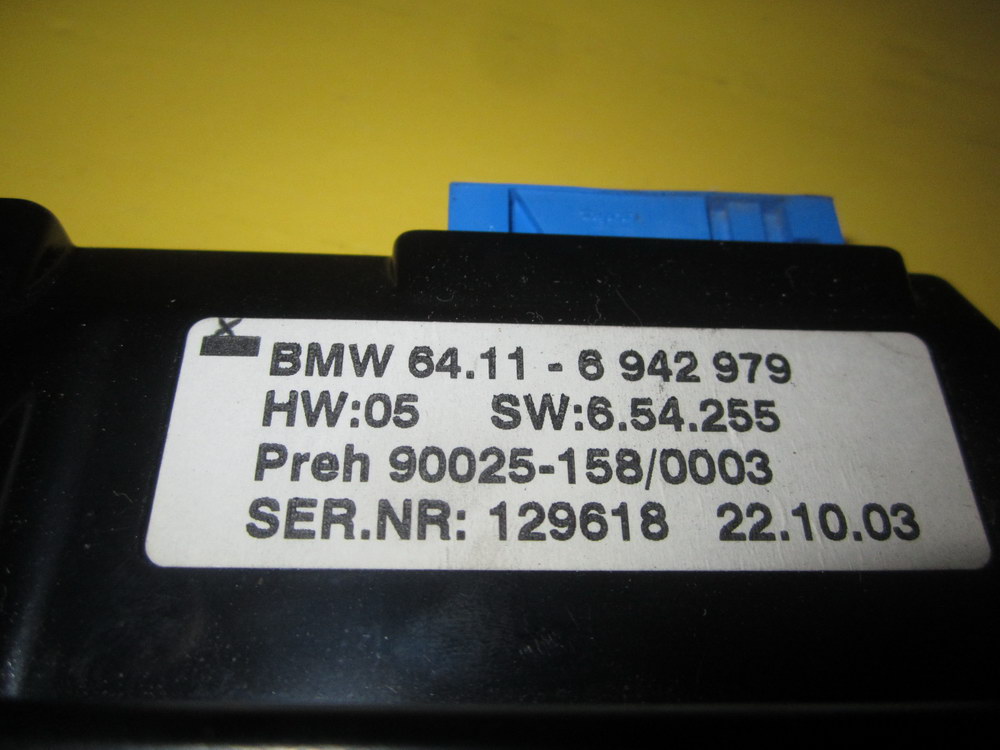 BMW 64.11 - 6 942 979
HW:05 SW:6.54.255
Preh 90025-158/0003
SER.NR: 129618 22.10.03